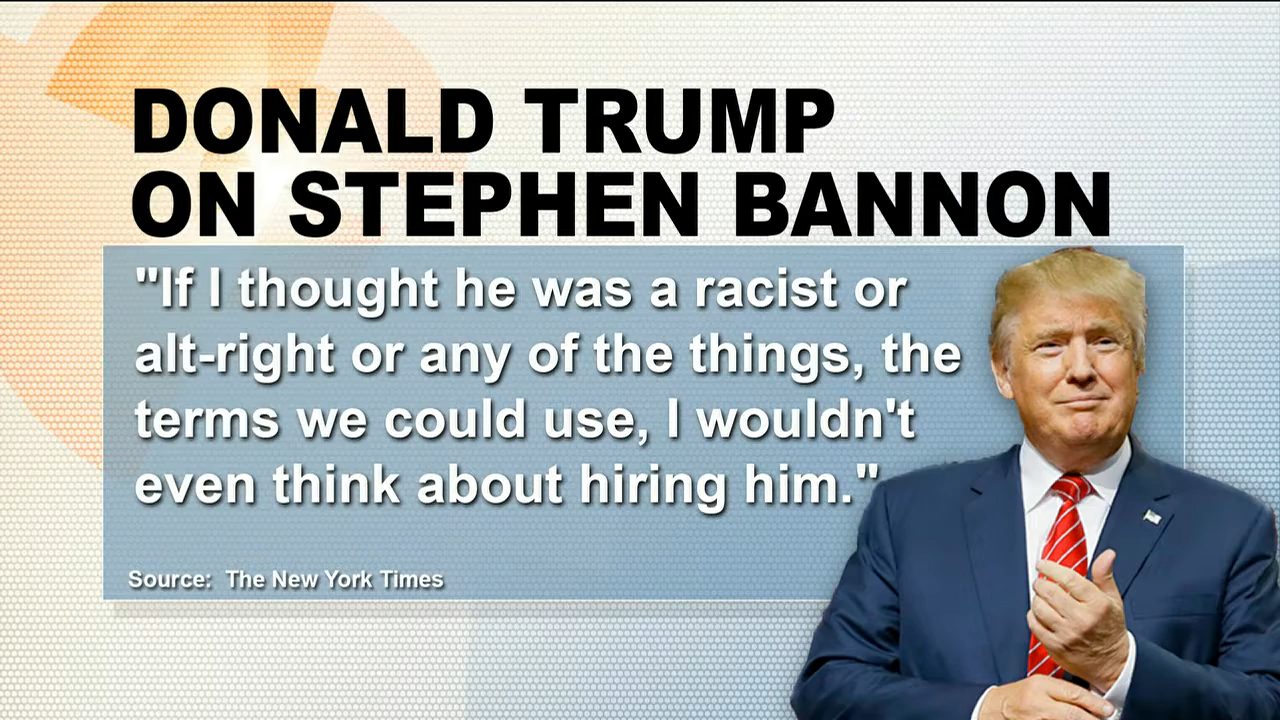 DONALD TRUMP
ON STEPHEN BANNON
"If I thought he was a racist or
alt-right or any of the things, the
terms we could use, I wouldn't
even think about hiring him."
Source: The New York Times